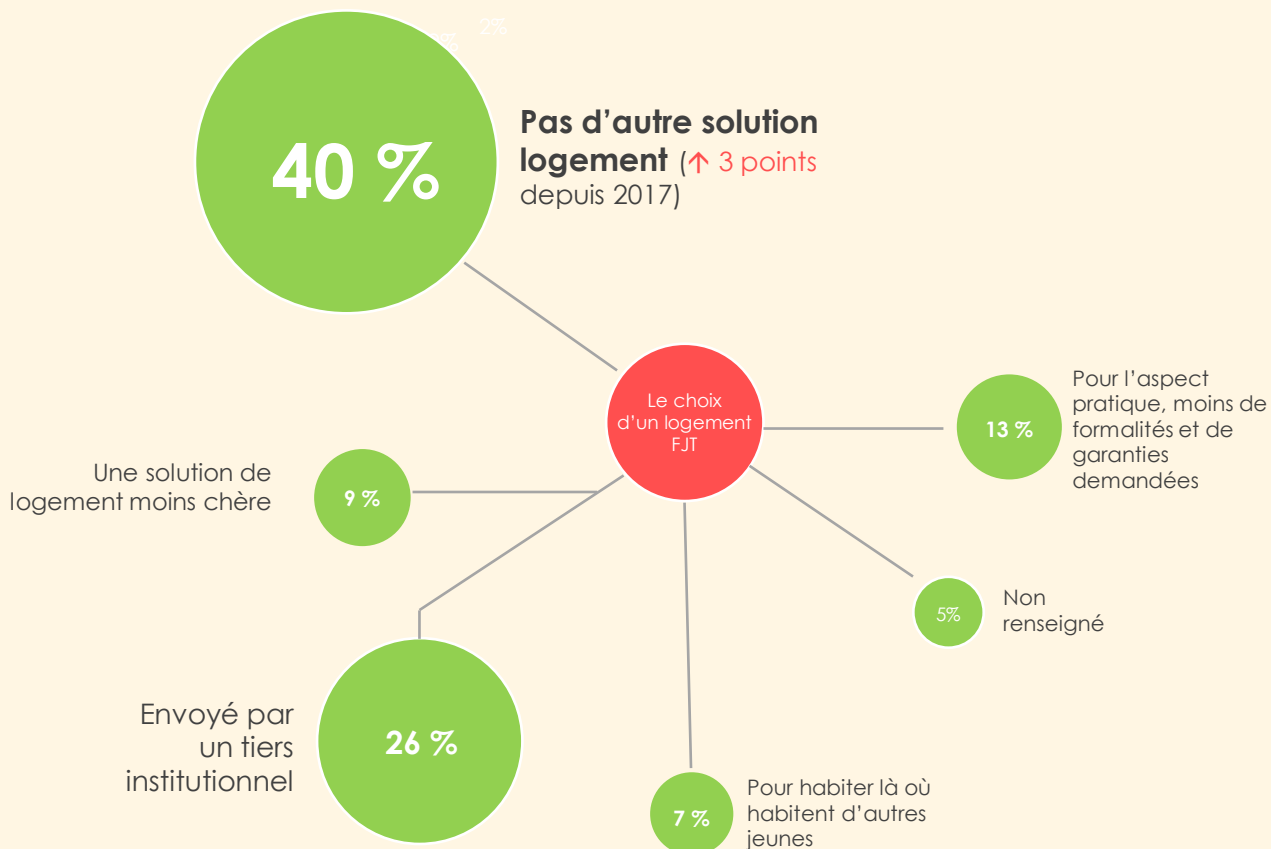 2%
40 %
Pas d’autre solution
logement (↑ 3 points
depuis 2017)
Le choix
d’un logement
FJT
13 %
Pour l’aspect
pratique, moins de
formalités et de
garanties
demandées
Une solution de
logement moins chère
9 %
5%
Non
renseigné
Envoyé par
un tiers
institutionnel
26 %
7 %
Pour habiter là où
habitent d’autres
jeunes